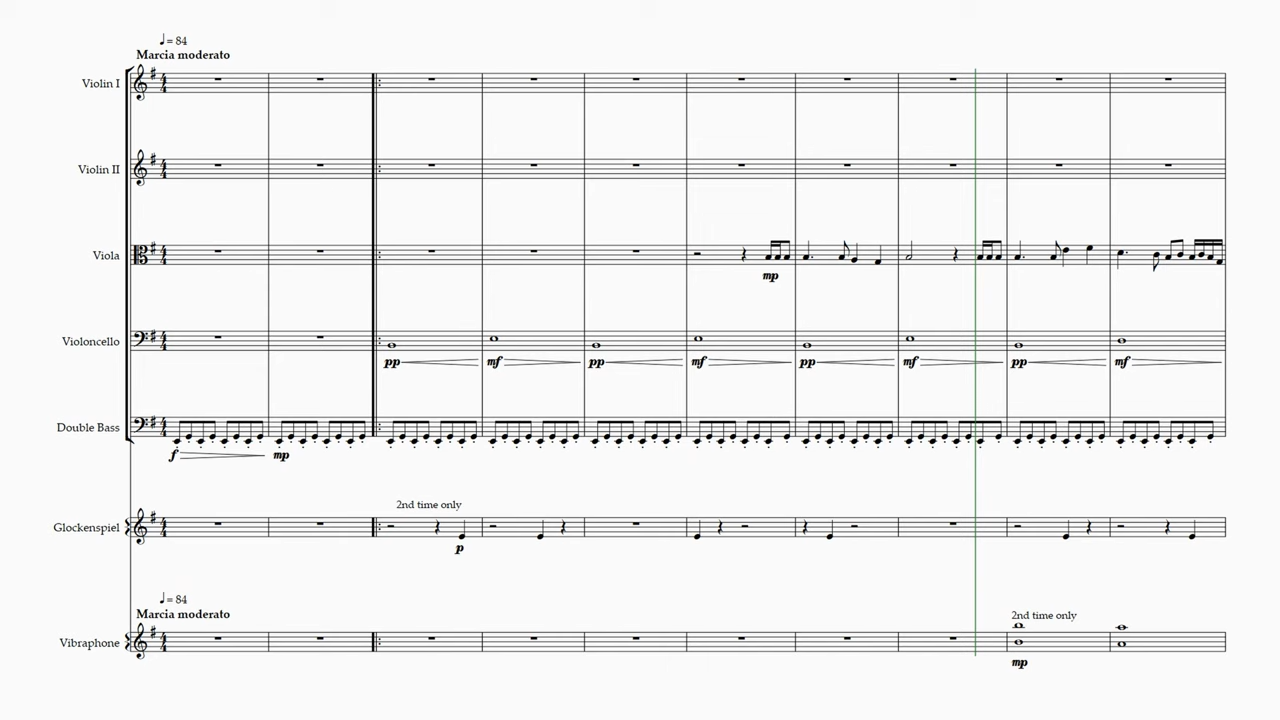 ♩= 84
Marcia moderato
Violin I
Violin II
Viola
mp
Violoncello
pp mf pp mf pp mf pp mf
Double Bass
f mp
2nd time only
Glockenspiel
p
♩= 84
Marcia moderato
2nd time only
Vibraphone
mp